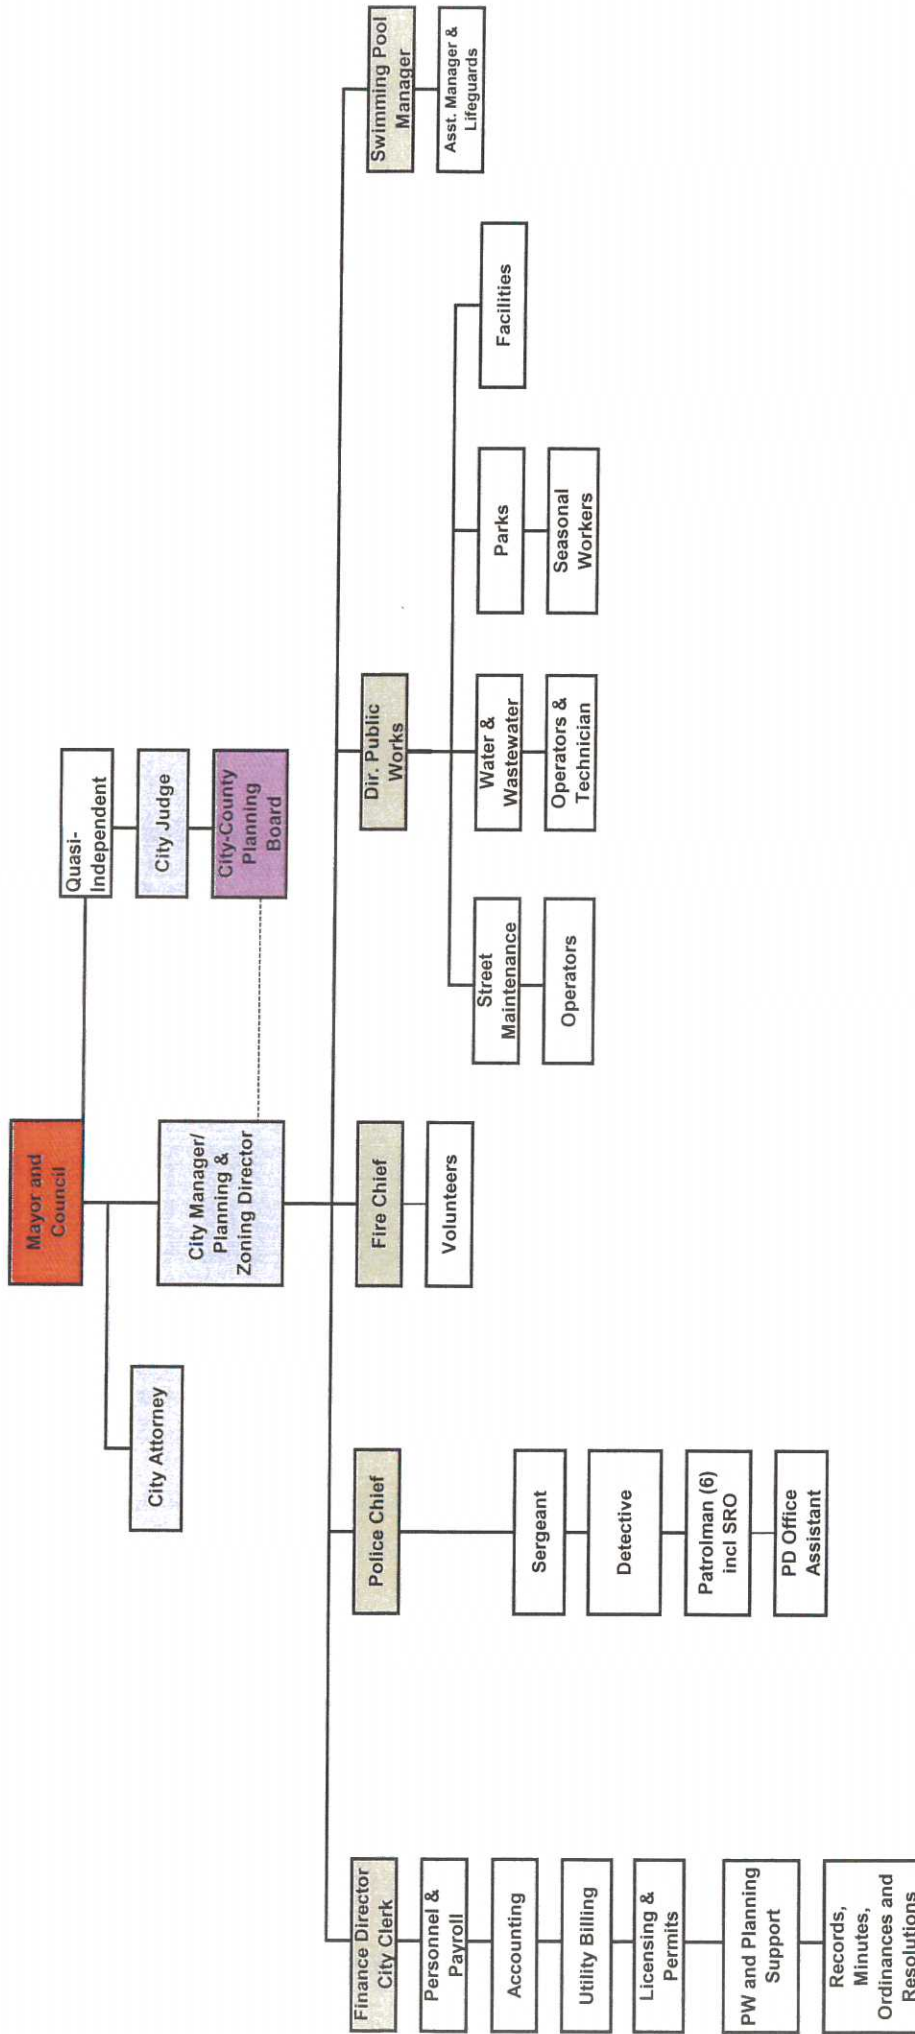 Mayor and
Council
Quasi-
Independent
City Attorney
City Manager/
Planning &
Zoning Director
City Judge
City-County
Planning
Board
Finance Director
City Clerk
Personnel &
Payroll
Accounting
Utility Billing
Licensing &
Permits
PW and Planning
Support
Records,
Minutes,
Ordinances and
Resolutions
Police Chief
Sergeant
Detective
Patrolman (6)
incl SRO
PD Office
Assistant
Fire Chief
Volunteers
Dir. Public
Works
Street
Maintenance
Operators
Water &
Wastewater
Operators &
Technician
Parks
Seasonal
Workers
Facilities
Swimming Pool
Manager
Asst. Manager &
Lifeguards